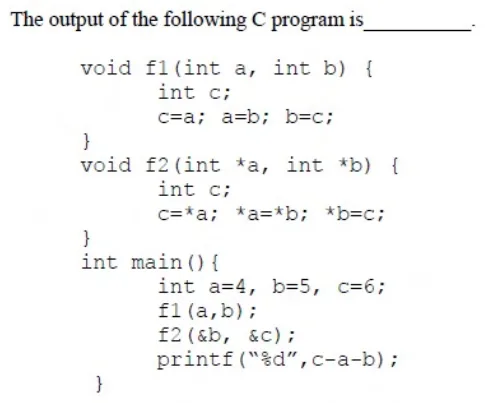 The output of the following C program is__________.
void f1(int a, int b) {
int c;
c=a; a=b; b=c;
}
void f2(int *a, int *b) {
int c;
c=*a; *a=*b; *b=c;
}
int main(){
int a=4, b=5, c=6;
f1(a,b);
f2(&b, &c);
printf(“%d”,c-a-b);
}